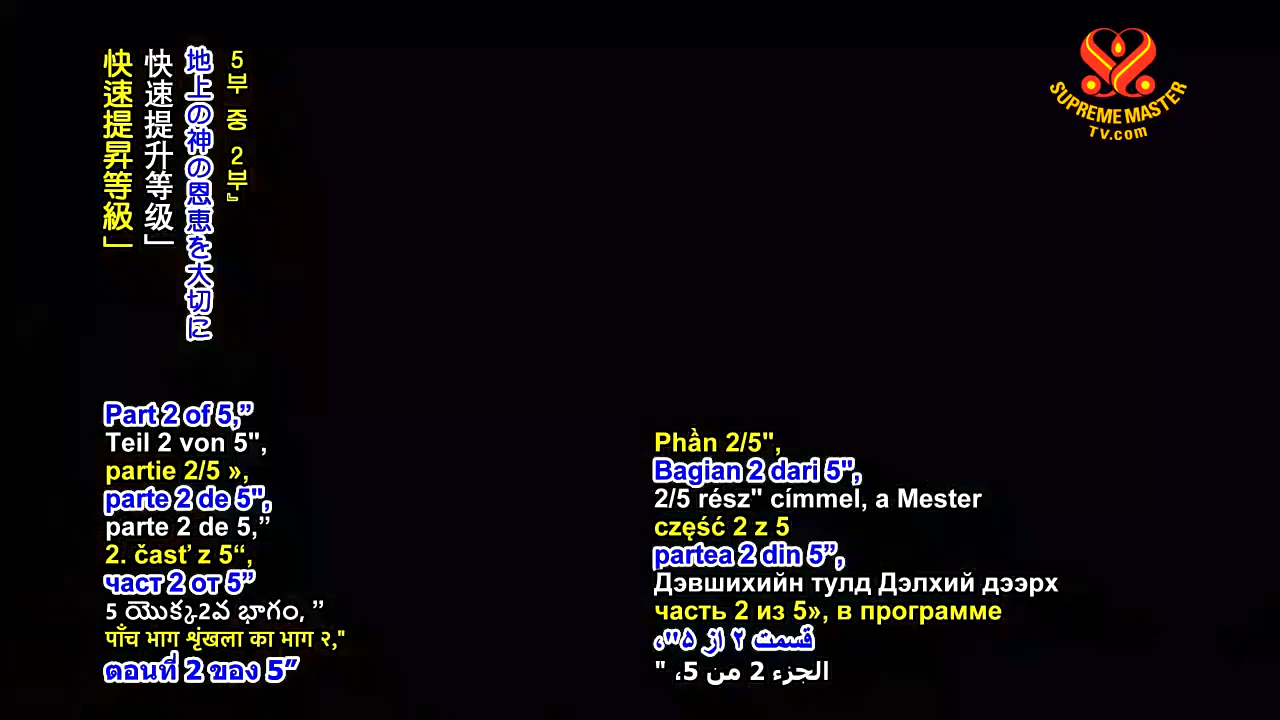 5부 중 2부』
地上の神の恩恵を大切に
快速提升等级」
快速提昇等級」
SUPREME MASTER
TV.com
Part 2 of 5,”
Teil 2 von 5",
partie 2/5 »,
parte 2 de 5",
parte 2 de 5,”
2. časť z 5“,
част 2 от 5”
5 యొక్క2వ భాగం, ”
पाँच भाग शृंखला का भाग २,"
ตอนที่ 2 ของ 5”
Phần 2/5",
Bagian 2 dari 5",
2/5 rész" címmel, a Mester
część 2 z 5
partea 2 din 5”,
Дэвшихийн тулд Дэлхий дээрх
часть 2 из 5», в программе
قسمت ۲ از ۵"،
الجزء 2 من 5، "